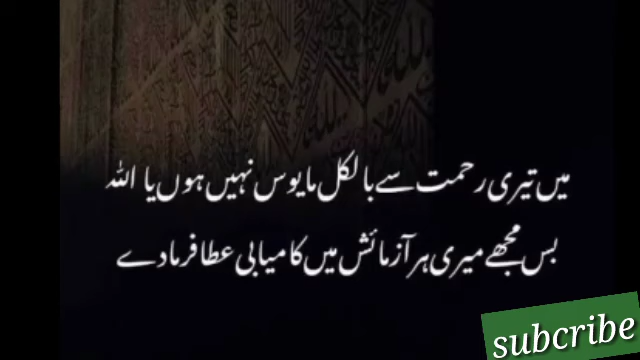 میں تیری رحمت سے بالکل مایوس نہیں ہوں یا اللہ
بس مجھے میری ہر آزمائش میں کامیابی عطا فرما دے
subcribe